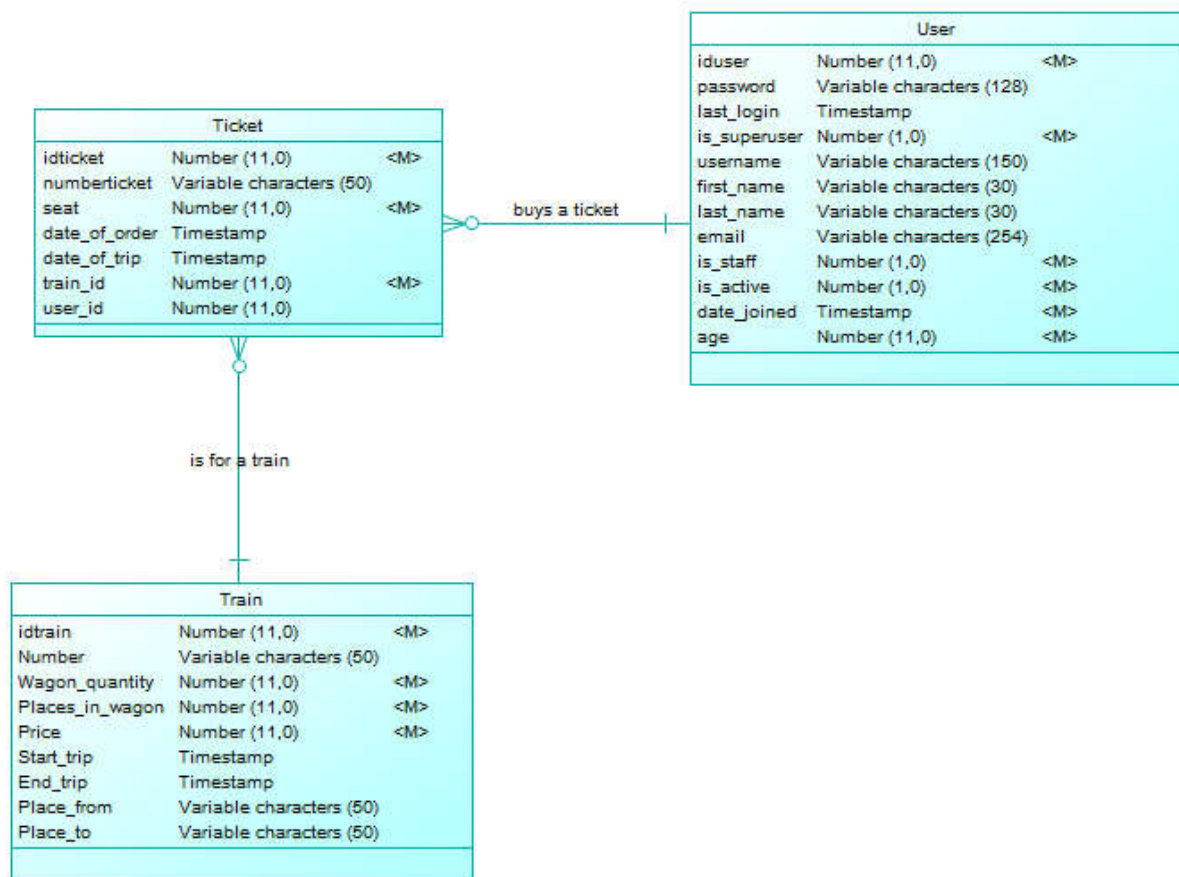 User
iduser Number (11,0) <M>
password Variable characters (128)
last_login Timestamp
is_superuser Number (1,0) <M>
username Variable characters (150)
first_name Variable characters (30)
last_name Variable characters (30)
email Variable characters (254)
is_staff Number (1,0) <M>
is_active Number (1,0) <M>
date_joined Timestamp <M>
age Number (11,0) <M>
Ticket
idticket Number (11,0) <M>
numberticket Variable characters (50)
seat Number (11,0) <M>
date_of_order Timestamp
date_of_trip Timestamp
train_id Number (11,0) <M>
user_id Number (11,0)
buys a ticket
is for a train
Train
idtrain Number (11,0) <M>
Number Variable characters (50)
Wagon_quantity Number (11,0) <M>
Places_in_wagon Number (11,0) <M>
Price Number (11,0) <M>
Start_trip Timestamp
End_trip Timestamp
Place_from Variable characters (50)
Place_to Variable characters (50)